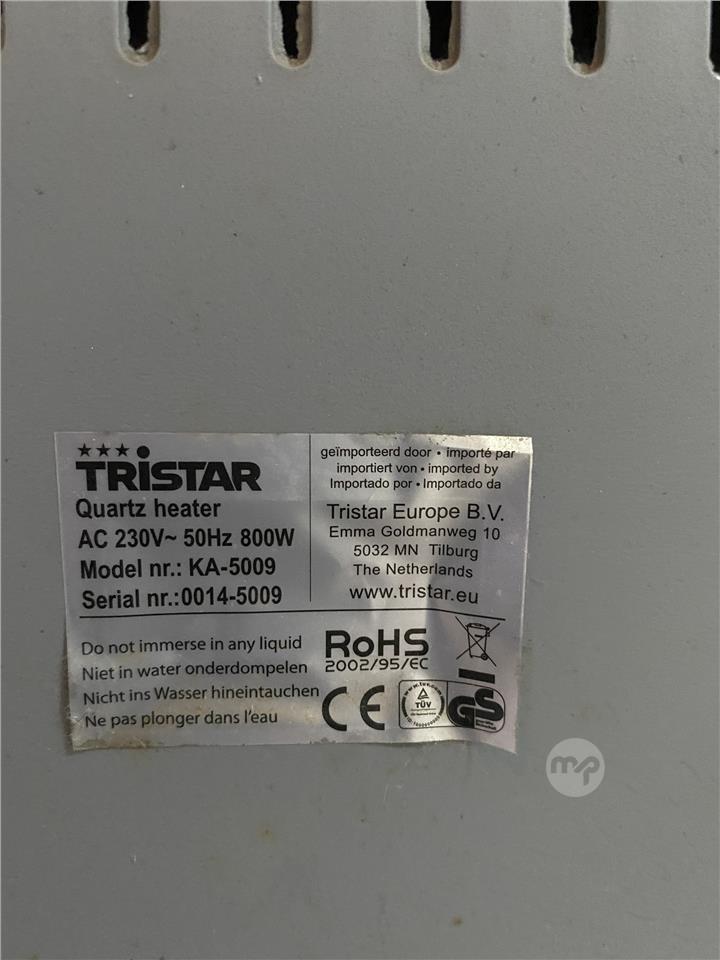 TRISTAR
Quartz heater
AC 230V~ 50Hz 800W
Model nr.: KA-5009
Serial nr.:0014-5009
geïmporteerd door • importé par
importiert von • imported by
Importado por • Importado da
Tristar Europe B.V.
Emma Goldmanweg 10
5032 MN Tilburg
The Netherlands
www.tristar.eu
Do not immerse in any liquid
Niet in water onderdompelen
Nicht ins Wasser hineintauchen
Ne pas plonger dans l'eau
RoHS
2002/95/EC
CE
TÜV
GS
mp